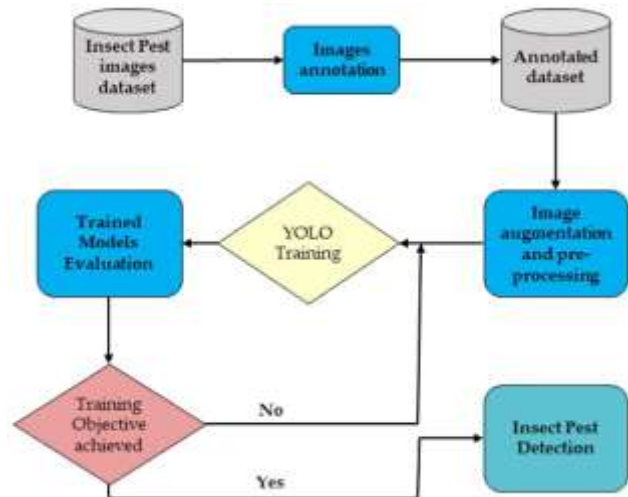 Insect Pest
images
dataset
Images
annotation
Annotaled
dataset
Trained
Models
Evaluation
YOLO
Training
Image
augmentation
and pre-
processing
Training
Objective
achieved
No
Yes
Insect Pest
Detection